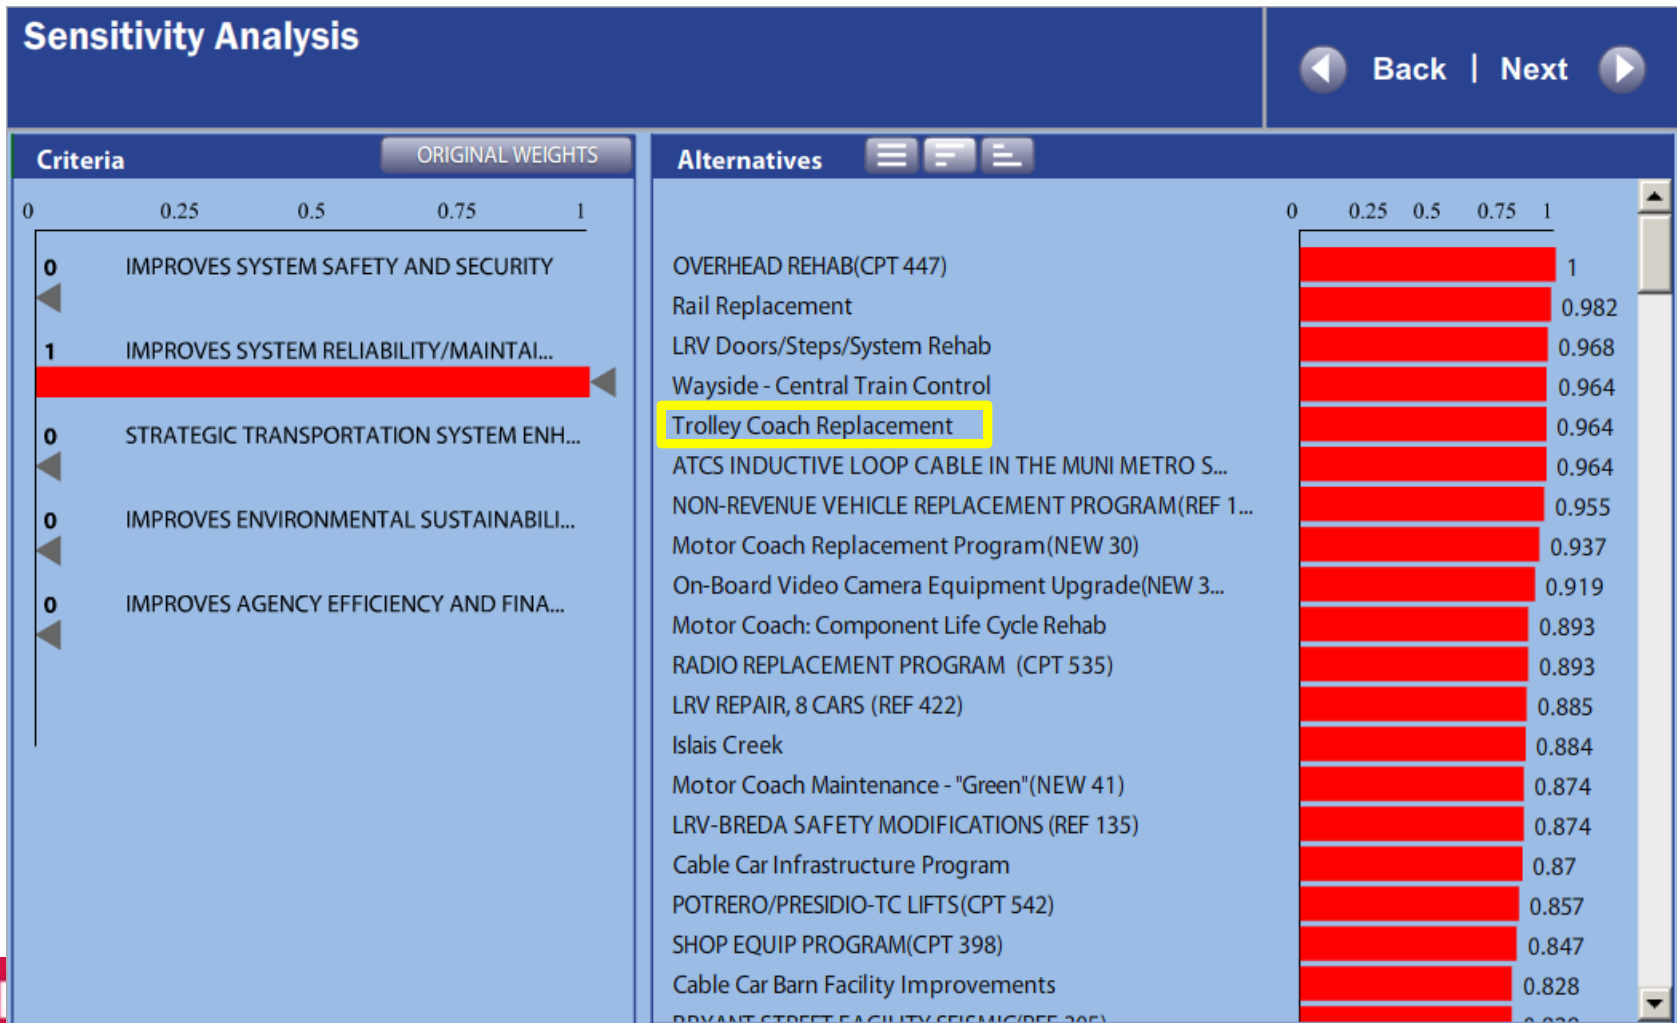 Sensitivity Analysis
Back | Next
Criteria
ORIGINAL WEIGHTS
0 0.25 0.5 0.75 1
0 IMPROVES SYSTEM SAFETY AND SECURITY
1 IMPROVES SYSTEM RELIABILITY/MAINTAI...
0 STRATEGIC TRANSPORTATION SYSTEM ENH...
0 IMPROVES ENVIRONMENTAL SUSTAINABILI...
0 IMPROVES AGENCY EFFICIENCY AND FINA...
Alternatives
0 0.25 0.5 0.75 1
OVERHEAD REHAB(CPT 447) 1
Rail Replacement 0.982
LRV Doors/Steps/System Rehab 0.968
Wayside - Central Train Control 0.964
Trolley Coach Replacement 0.964
ATCS INDUCTIVE LOOP CABLE IN THE MUNI METRO S... 0.964
NON-REVENUE VEHICLE REPLACEMENT PROGRAM(REF 1... 0.955
Motor Coach Replacement Program(NEW 30) 0.937
On-Board Video Camera Equipment Upgrade(NEW 3... 0.919
Motor Coach: Component Life Cycle Rehab 0.893
RADIO REPLACEMENT PROGRAM (CPT 535) 0.893
LRV REPAIR, 8 CARS (REF 422) 0.885
Islais Creek 0.884
Motor Coach Maintenance - "Green"(NEW 41) 0.874
LRV-BREDA SAFETY MODIFICATIONS (REF 135) 0.874
Cable Car Infrastructure Program 0.87
POTRERO/PRESIDIO-TC LIFTS(CPT 542) 0.857
SHOP EQUIP PROGRAM(CPT 398) 0.847
Cable Car Barn Facility Improvements 0.828
BRYANT STREET FACILITY SEISMIC